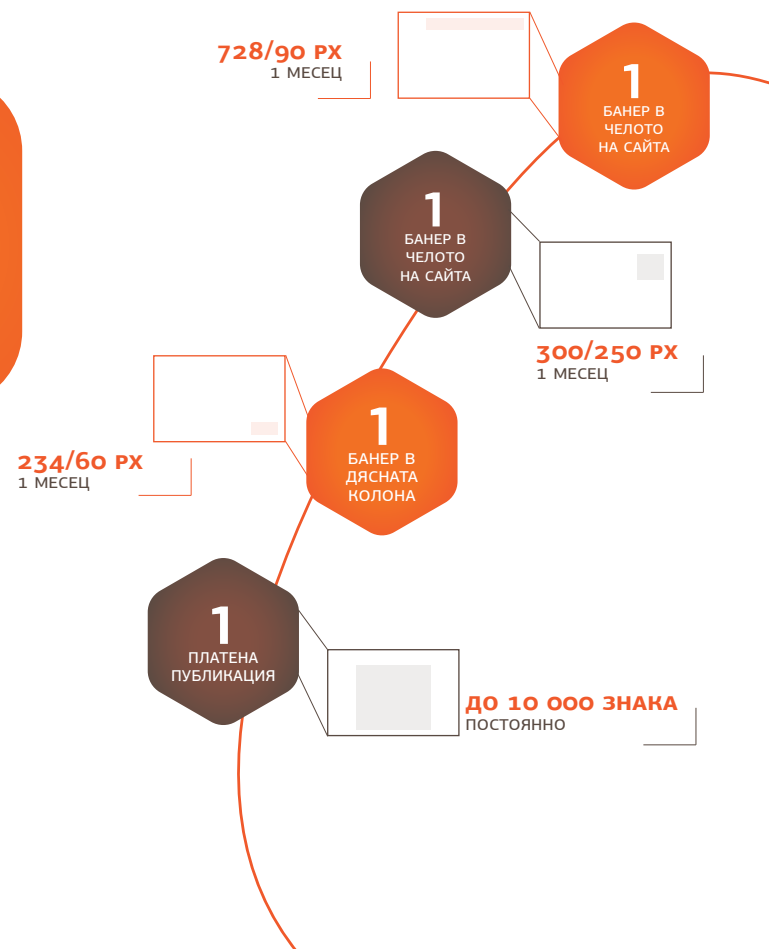 728/90 PX
1 МЕСЕЦ
1
БАНЕР В
ЧЕЛОТО
НА САЙТА
1
БАНЕР В
ЧЕЛОТО
НА САЙТА
300/250 PX
1 МЕСЕЦ
1
БАНЕР В
ДЯСНАТА
КОЛОНА
234/60 PX
1 МЕСЕЦ
1
ПЛАТЕНА
ПУБЛИКАЦИЯ
ДО 10 000 ЗНАКА
ПОСТОЯННО